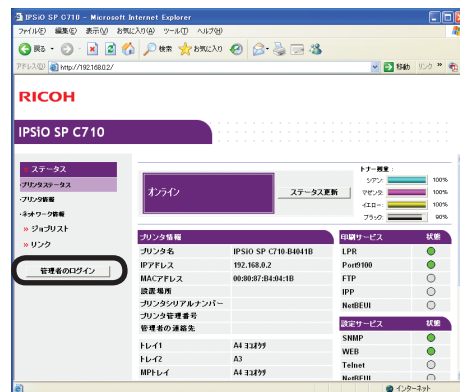 IPSiO SP C710 - Microsoft Internet Explorer
ファイル(F) 編集(E) 表示(V) お気に入り(A) ツール(T) ヘルプ(H)
戻る 検索 お気に入り
アドレス(D) http://192.168.0.2/ 移動 リンク »
RICOH
IPSiO SP C710
» ステータス
・プリンタステータス
・プリンタ情報
・ネットワーク情報
» ジョブリスト
» リンク
管理者のログイン
オンライン
ステータス更新
トナー残量 :
シアン: 100%
マゼンタ: 100%
イエロー: 100%
ブラック: 90%
プリンタ情報
プリンタ名 IPSiO SP C710-B4041B
IPアドレス 192.168.0.2
MACアドレス 00:80:87:B4:04:1B
設置場所
プリンタシリアルナンバー
プリンタ管理番号
管理者の連絡先
トレイ1 A4 ヨコオクリ
トレイ2 A3
MPトレイ A4 ヨコオクリ
印刷サービス 状態
LPR
Port9100
FTP
IPP
NetBEUI
設定サービス 状態
SNMP
WEB
Telnet
NetBEUI
インターネット